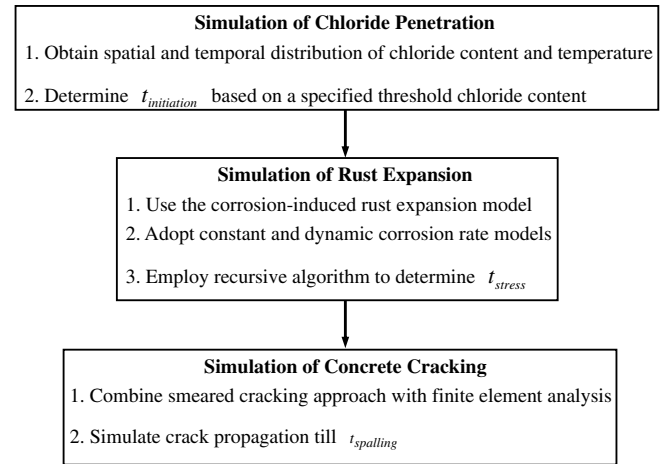 Simulation of Chloride Penetration
1. Obtain spatial and temporal distribution of chloride content and temperature
2. Determine t_initiation based on a specified threshold chloride content
Simulation of Rust Expansion
1. Use the corrosion-induced rust expansion model
2. Adopt constant and dynamic corrosion rate models
3. Employ recursive algorithm to determine t_stress
Simulation of Concrete Cracking
1. Combine smeared cracking approach with finite element analysis
2. Simulate crack propagation till t_spalling